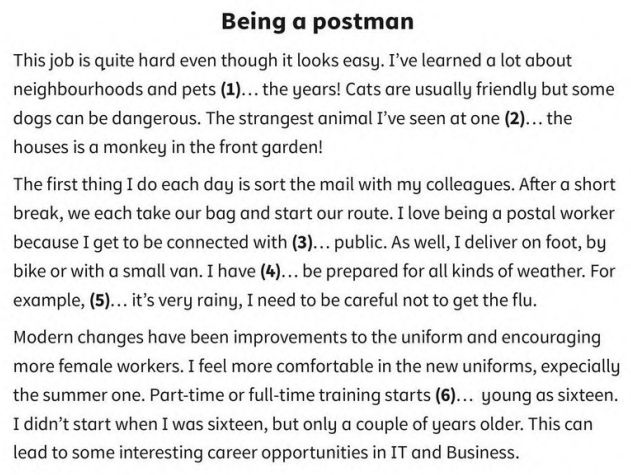 Being a postman
This job is quite hard even though it looks easy. I've learned a lot about
neighbourhoods and pets (1)… the years! Cats are usually friendly but some
dogs can be dangerous. The strangest animal I've seen at one (2)… the
houses is a monkey in the front garden!
The first thing I do each day is sort the mail with my colleagues. After a short
break, we each take our bag and start our route. I love being a postal worker
because I get to be connected with (3)… public. As well, I deliver on foot, by
bike or with a small van. I have (4)… be prepared for all kinds of weather. For
example, (5)… it's very rainy, I need to be careful not to get the flu.
Modern changes have been improvements to the uniform and encouraging
more female workers. I feel more comfortable in the new uniforms, expecially
the summer one. Part-time or full-time training starts (6)… young as sixteen.
I didn't start when I was sixteen, but only a couple of years older. This can
lead to some interesting career opportunities in IT and Business.